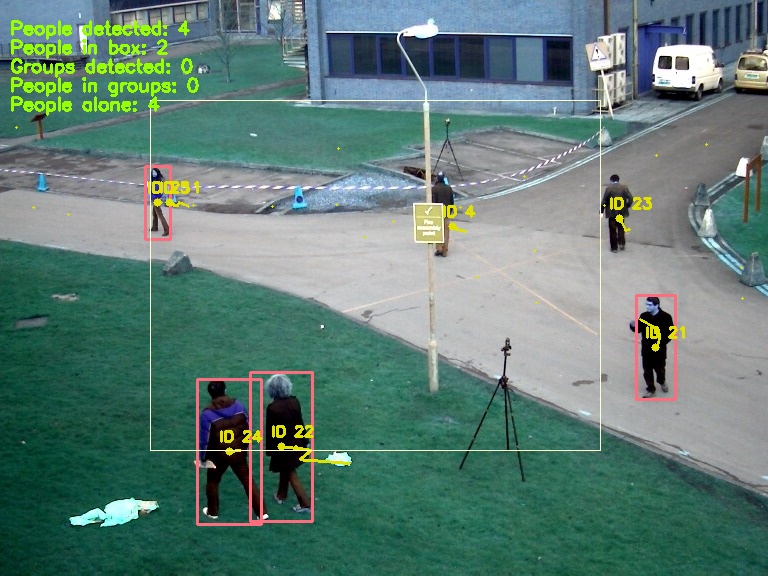 People detected: 4
People in box: 2
Groups detected: 0
People in groups: 0
People alone: 4
ID 4
ID 23
ID 21
ID 24
ID 22